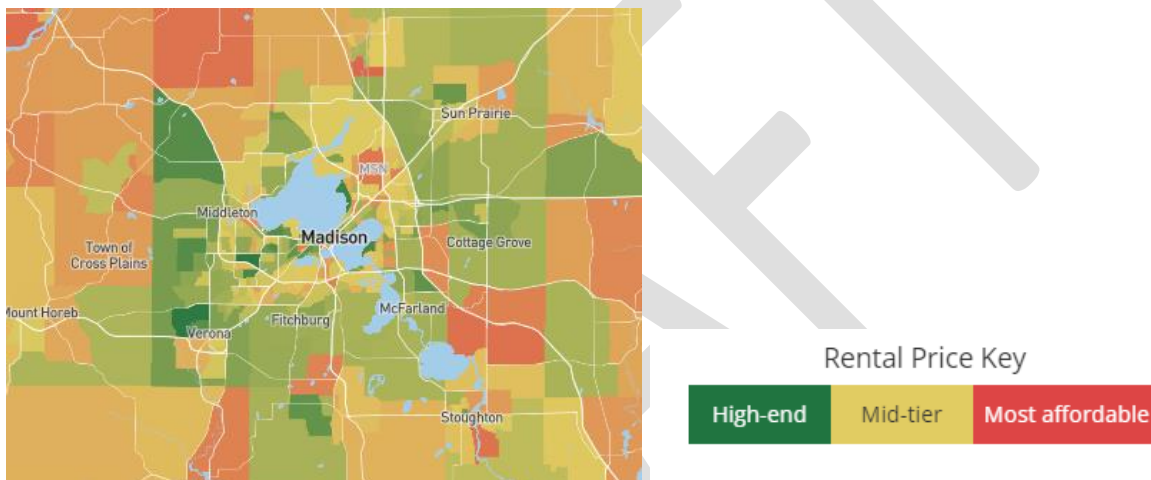 Sun Prairie
MSN
Middleton
Madison
Town of
Cross Plains
Cottage Grove
Mount Horeb
McFarland
Fitchburg
Verona
Stoughton
Rental Price Key
High-end
Mid-tier
Most affordable